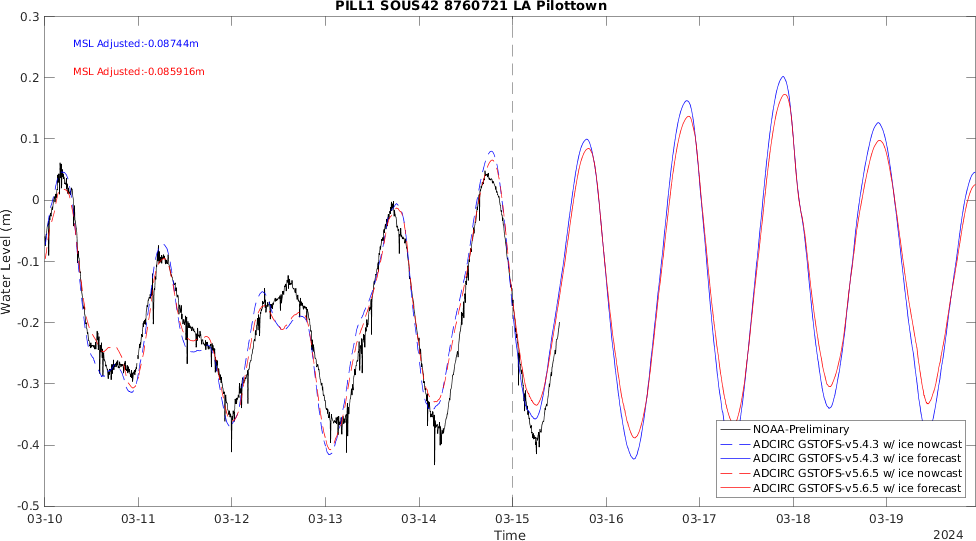 PILL1 SOUS42 8760721 LA Pilottown
MSL Adjusted:-0.08744m
MSL Adjusted:-0.085916m
Water Level (m)
0.3
0.2
0.1
0
-0.1
-0.2
-0.3
-0.4
-0.5
NOAA-Preliminary
ADCIRC GSTOFS-v5.4.3 w/ ice nowcast
ADCIRC GSTOFS-v5.4.3 w/ ice forecast
ADCIRC GSTOFS-v5.6.5 w/ ice nowcast
ADCIRC GSTOFS-v5.6.5 w/ ice forecast
03-10 03-11 03-12 03-13 03-14 03-15 03-16 03-17 03-18 03-19
Time
2024